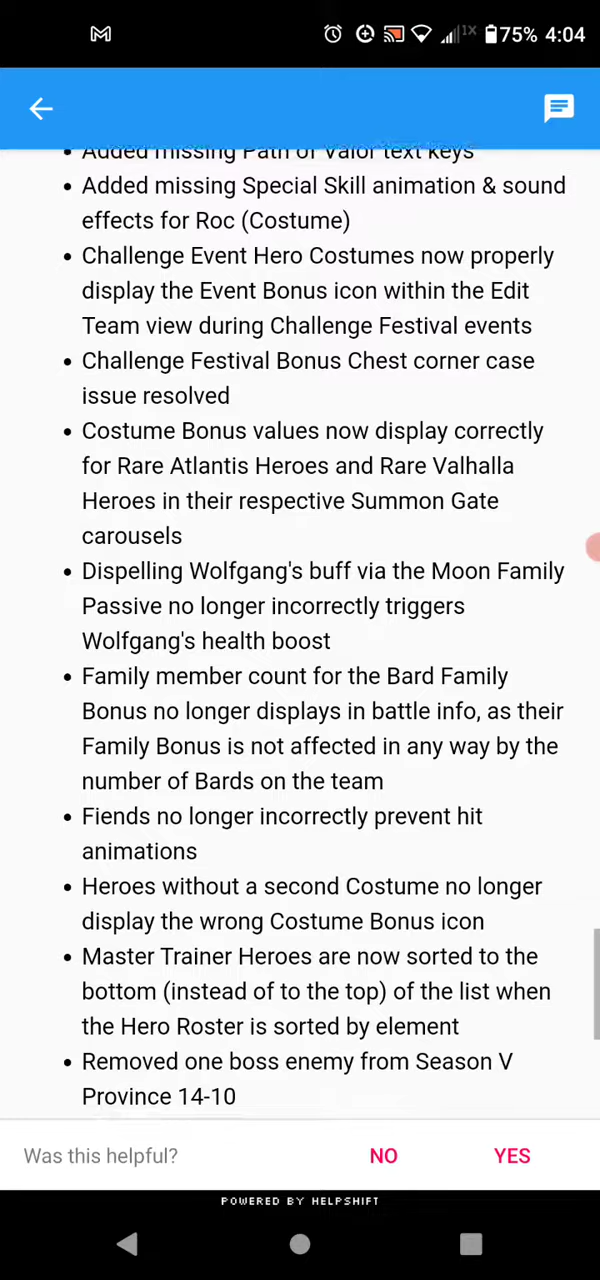 1X 75% 4:04
• Added missing Path of Valor text keys
• Added missing Special Skill animation & sound
effects for Roc (Costume)
• Challenge Event Hero Costumes now properly
display the Event Bonus icon within the Edit
Team view during Challenge Festival events
• Challenge Festival Bonus Chest corner case
issue resolved
• Costume Bonus values now display correctly
for Rare Atlantis Heroes and Rare Valhalla
Heroes in their respective Summon Gate
carousels
• Dispelling Wolfgang's buff via the Moon Family
Passive no longer incorrectly triggers
Wolfgang's health boost
• Family member count for the Bard Family
Bonus no longer displays in battle info, as their
Family Bonus is not affected in any way by the
number of Bards on the team
• Fiends no longer incorrectly prevent hit
animations
• Heroes without a second Costume no longer
display the wrong Costume Bonus icon
• Master Trainer Heroes are now sorted to the
bottom (instead of to the top) of the list when
the Hero Roster is sorted by element
• Removed one boss enemy from Season V
Province 14-10
Was this helpful? NO YES
POWERED BY HELPSHIFT